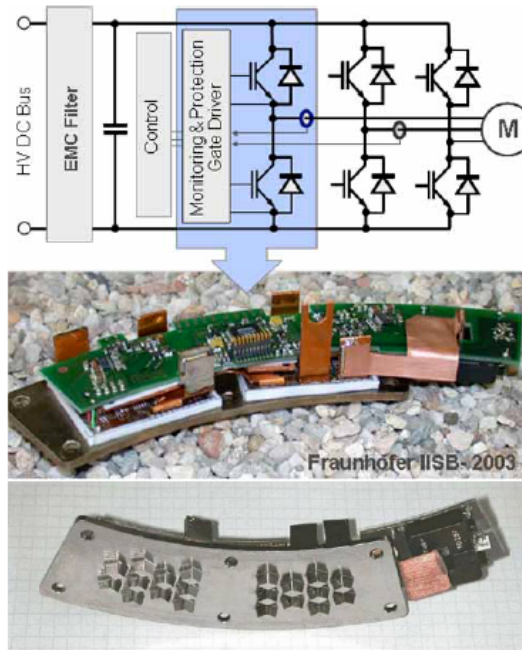 HV DC Bus
EMC Filter
Control
Monitoring & Protection
Gate Driver
M
Fraunhofer IISB- 2003